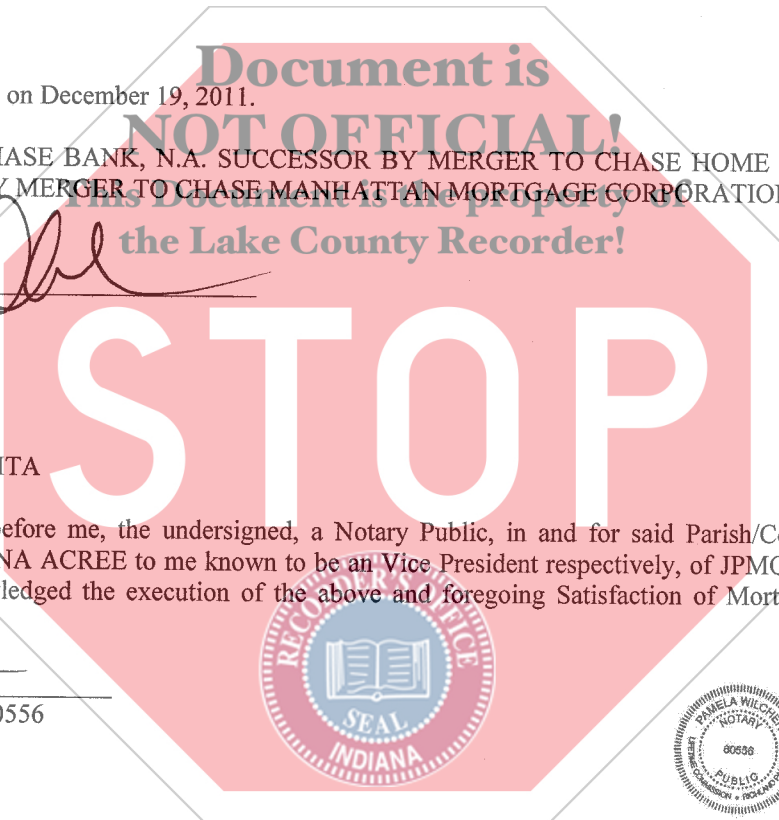 Document is
on December 19, 2011.
NOT OFFICIAL!
HASE BANK, N.A. SUCCESSOR BY MERGER TO CHASE HOME
Y MERGER TO CHASE MANHATTAN MORTGAGE CORPORATION
This Document is the property of
the Lake County Recorder!
STOP
ITA
efore me, the undersigned, a Notary Public, in and for said Parish/Co
NA ACREE to me known to be an Vice President respectively, of JPMO
ledged the execution of the above and foregoing Satisfaction of Mort
RECORDER'S OFFICE
SEAL
INDIANA
0556
PAMELA WILCHE
NOTARY
60556
PUBLIC
LIFETIME COMMISSION • RICHLAND